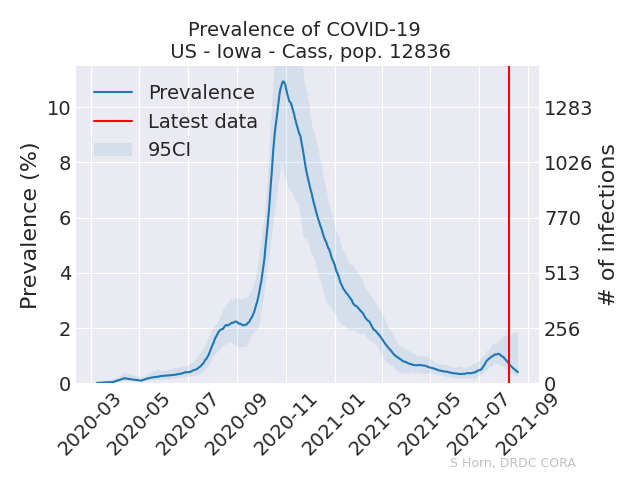 Prevalence of COVID-19
US - Iowa - Cass, pop. 12836
Prevalence
Latest data
95CI
Prevalence (%)
10
8
6
4
2
0
1283
1026
770
513
256
0
# of infections
2020-03
2020-05
2020-07
2020-09
2020-11
2021-01
2021-03
2021-05
2021-07
2021-09
S Horn, DRDC CORA